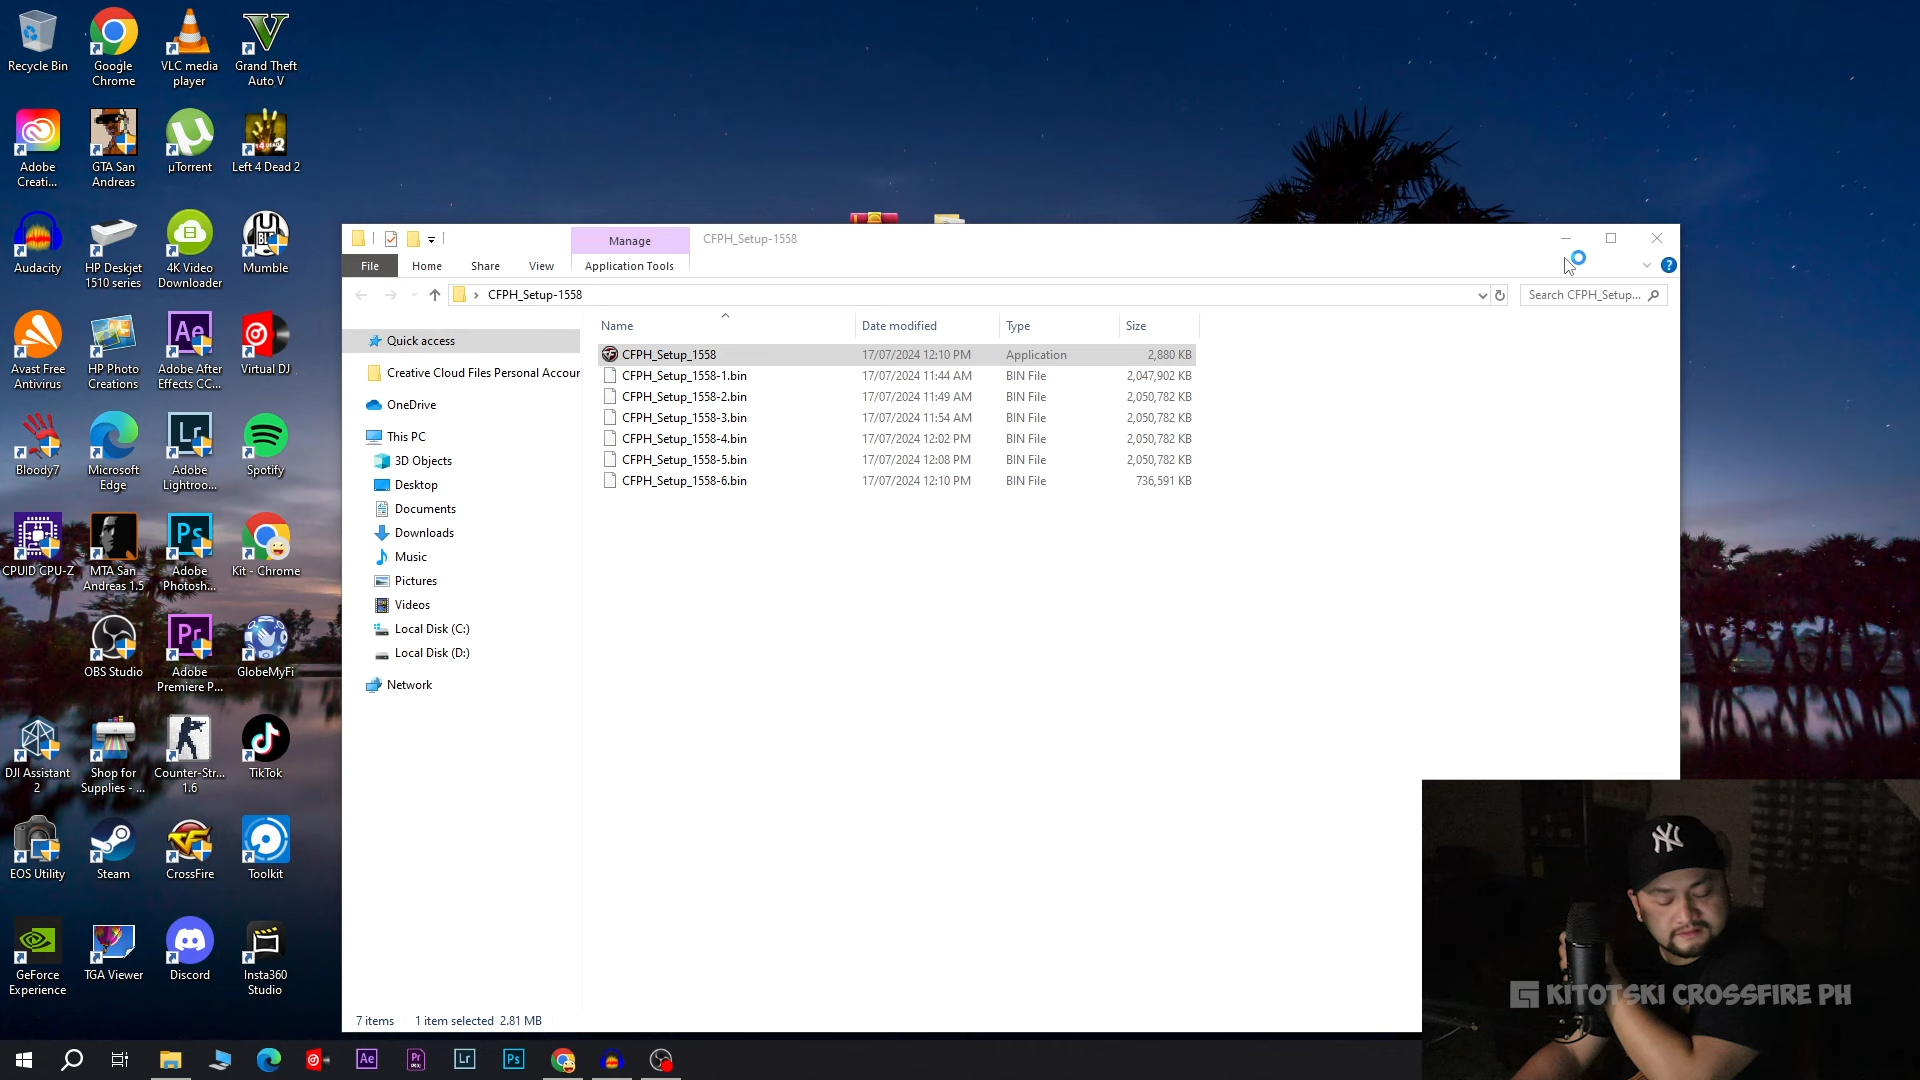 Recycle Bin
Google
Chrome
VLC media
player
Grand Theft
Auto V
Adobe
Creati...
GTA San
Andreas
µTorrent
Left 4 Dead 2
Audacity
HP Deskjet
1510 series
4K Video
Downloader
Mumble
Avast Free
Antivirus
HP Photo
Creations
Adobe After
Effects CC...
Virtual DJ
Bloody7
Microsoft
Edge
Adobe
Lightroo...
Spotify
CPUID CPU-Z
MTA San
Andreas 1.5
Adobe
Photosh...
Kit - Chrome
OBS Studio
Adobe
Premiere P...
GlobeMyFi
DJI Assistant
2
Shop for
Supplies - ...
Counter-Str...
1.6
TikTok
EOS Utility
Steam
CrossFire
Toolkit
GeForce
Experience
TGA Viewer
Discord
Insta360
Studio
Manage
CFPH_Setup-1558
File
Home
Share
View
Application Tools
CFPH_Setup-1558
Search CFPH_Setup...
Quick access
Creative Cloud Files Personal Accour
OneDrive
This PC
3D Objects
Desktop
Documents
Downloads
Music
Pictures
Videos
Local Disk (C:)
Local Disk (D:)
Network
Name Date modified Type Size
CFPH_Setup_1558 17/07/2024 12:10 PM Application 2,880 KB
CFPH_Setup_1558-1.bin 17/07/2024 11:44 AM BIN File 2,047,902 KB
CFPH_Setup_1558-2.bin 17/07/2024 11:49 AM BIN File 2,050,782 KB
CFPH_Setup_1558-3.bin 17/07/2024 11:54 AM BIN File 2,050,782 KB
CFPH_Setup_1558-4.bin 17/07/2024 12:02 PM BIN File 2,050,782 KB
CFPH_Setup_1558-5.bin 17/07/2024 12:08 PM BIN File 2,050,782 KB
CFPH_Setup_1558-6.bin 17/07/2024 12:10 PM BIN File 736,591 KB
7 items 1 item selected 2.81 MB
NY
KITOTSKI CROSSFIRE PH
Ae
Pr
Lr
Ps